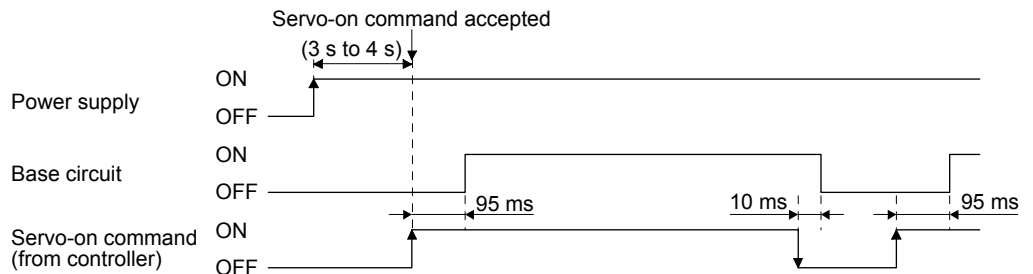 Servo-on command accepted
(3 s to 4 s)
ON
Power supply
OFF
ON
Base circuit
OFF
95 ms
10 ms
95 ms
Servo-on command
(from controller)
ON
OFF